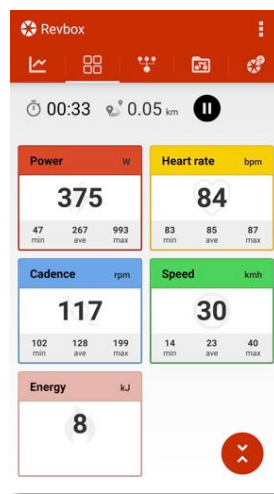 Revbox
00:33 0.05 km
Power W
375
47 267 993
min ave max
Heart rate bpm
84
83 85 87
min ave max
Cadence rpm
117
102 128 199
min ave max
Speed kmh
30
14 23 40
min ave max
Energy kJ
8